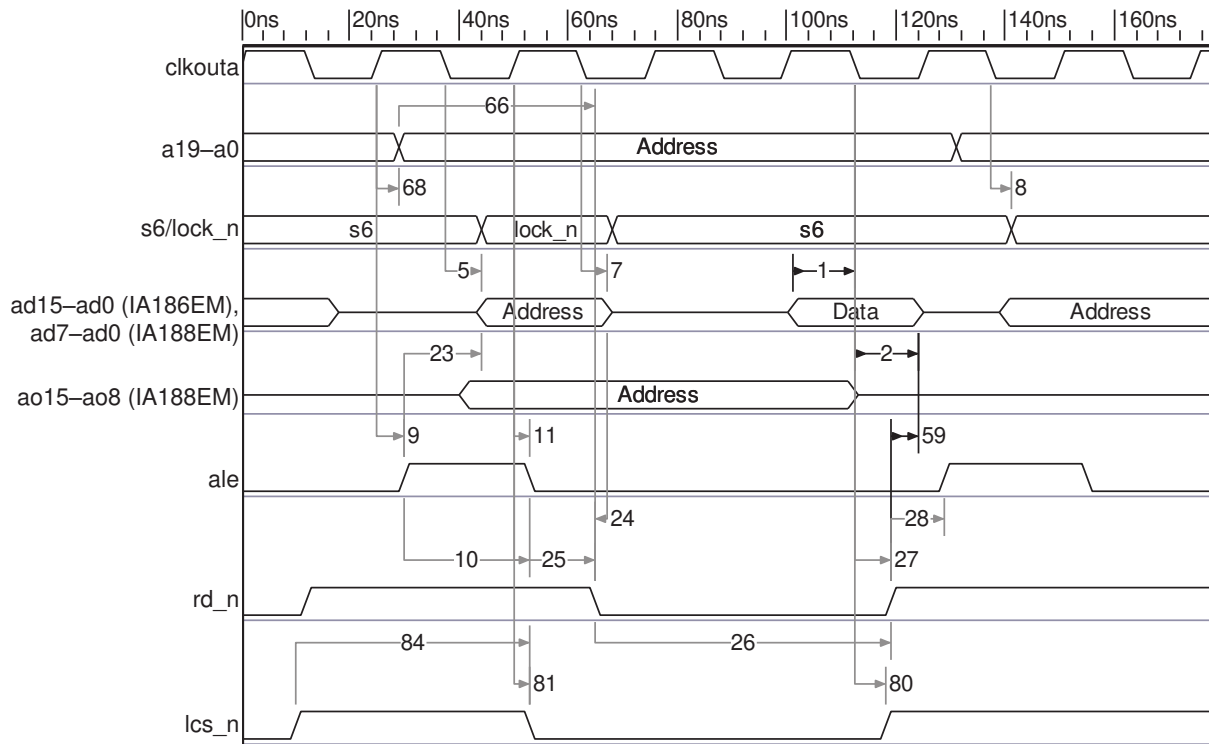 0ns 20ns 40ns 60ns 80ns 100ns 120ns 140ns 160ns
clkouta
66
a19–a0 Address
68 8
s6/lock_n s6 lock_n s6
5 7 1
ad15–ad0 (IA186EM), Address Data Address
ad7–ad0 (IA188EM)
23 2
ao15–ao8 (IA188EM) Address
9 11 59
ale
24 28
10 25 27
rd_n
84 26
81 80
lcs_n